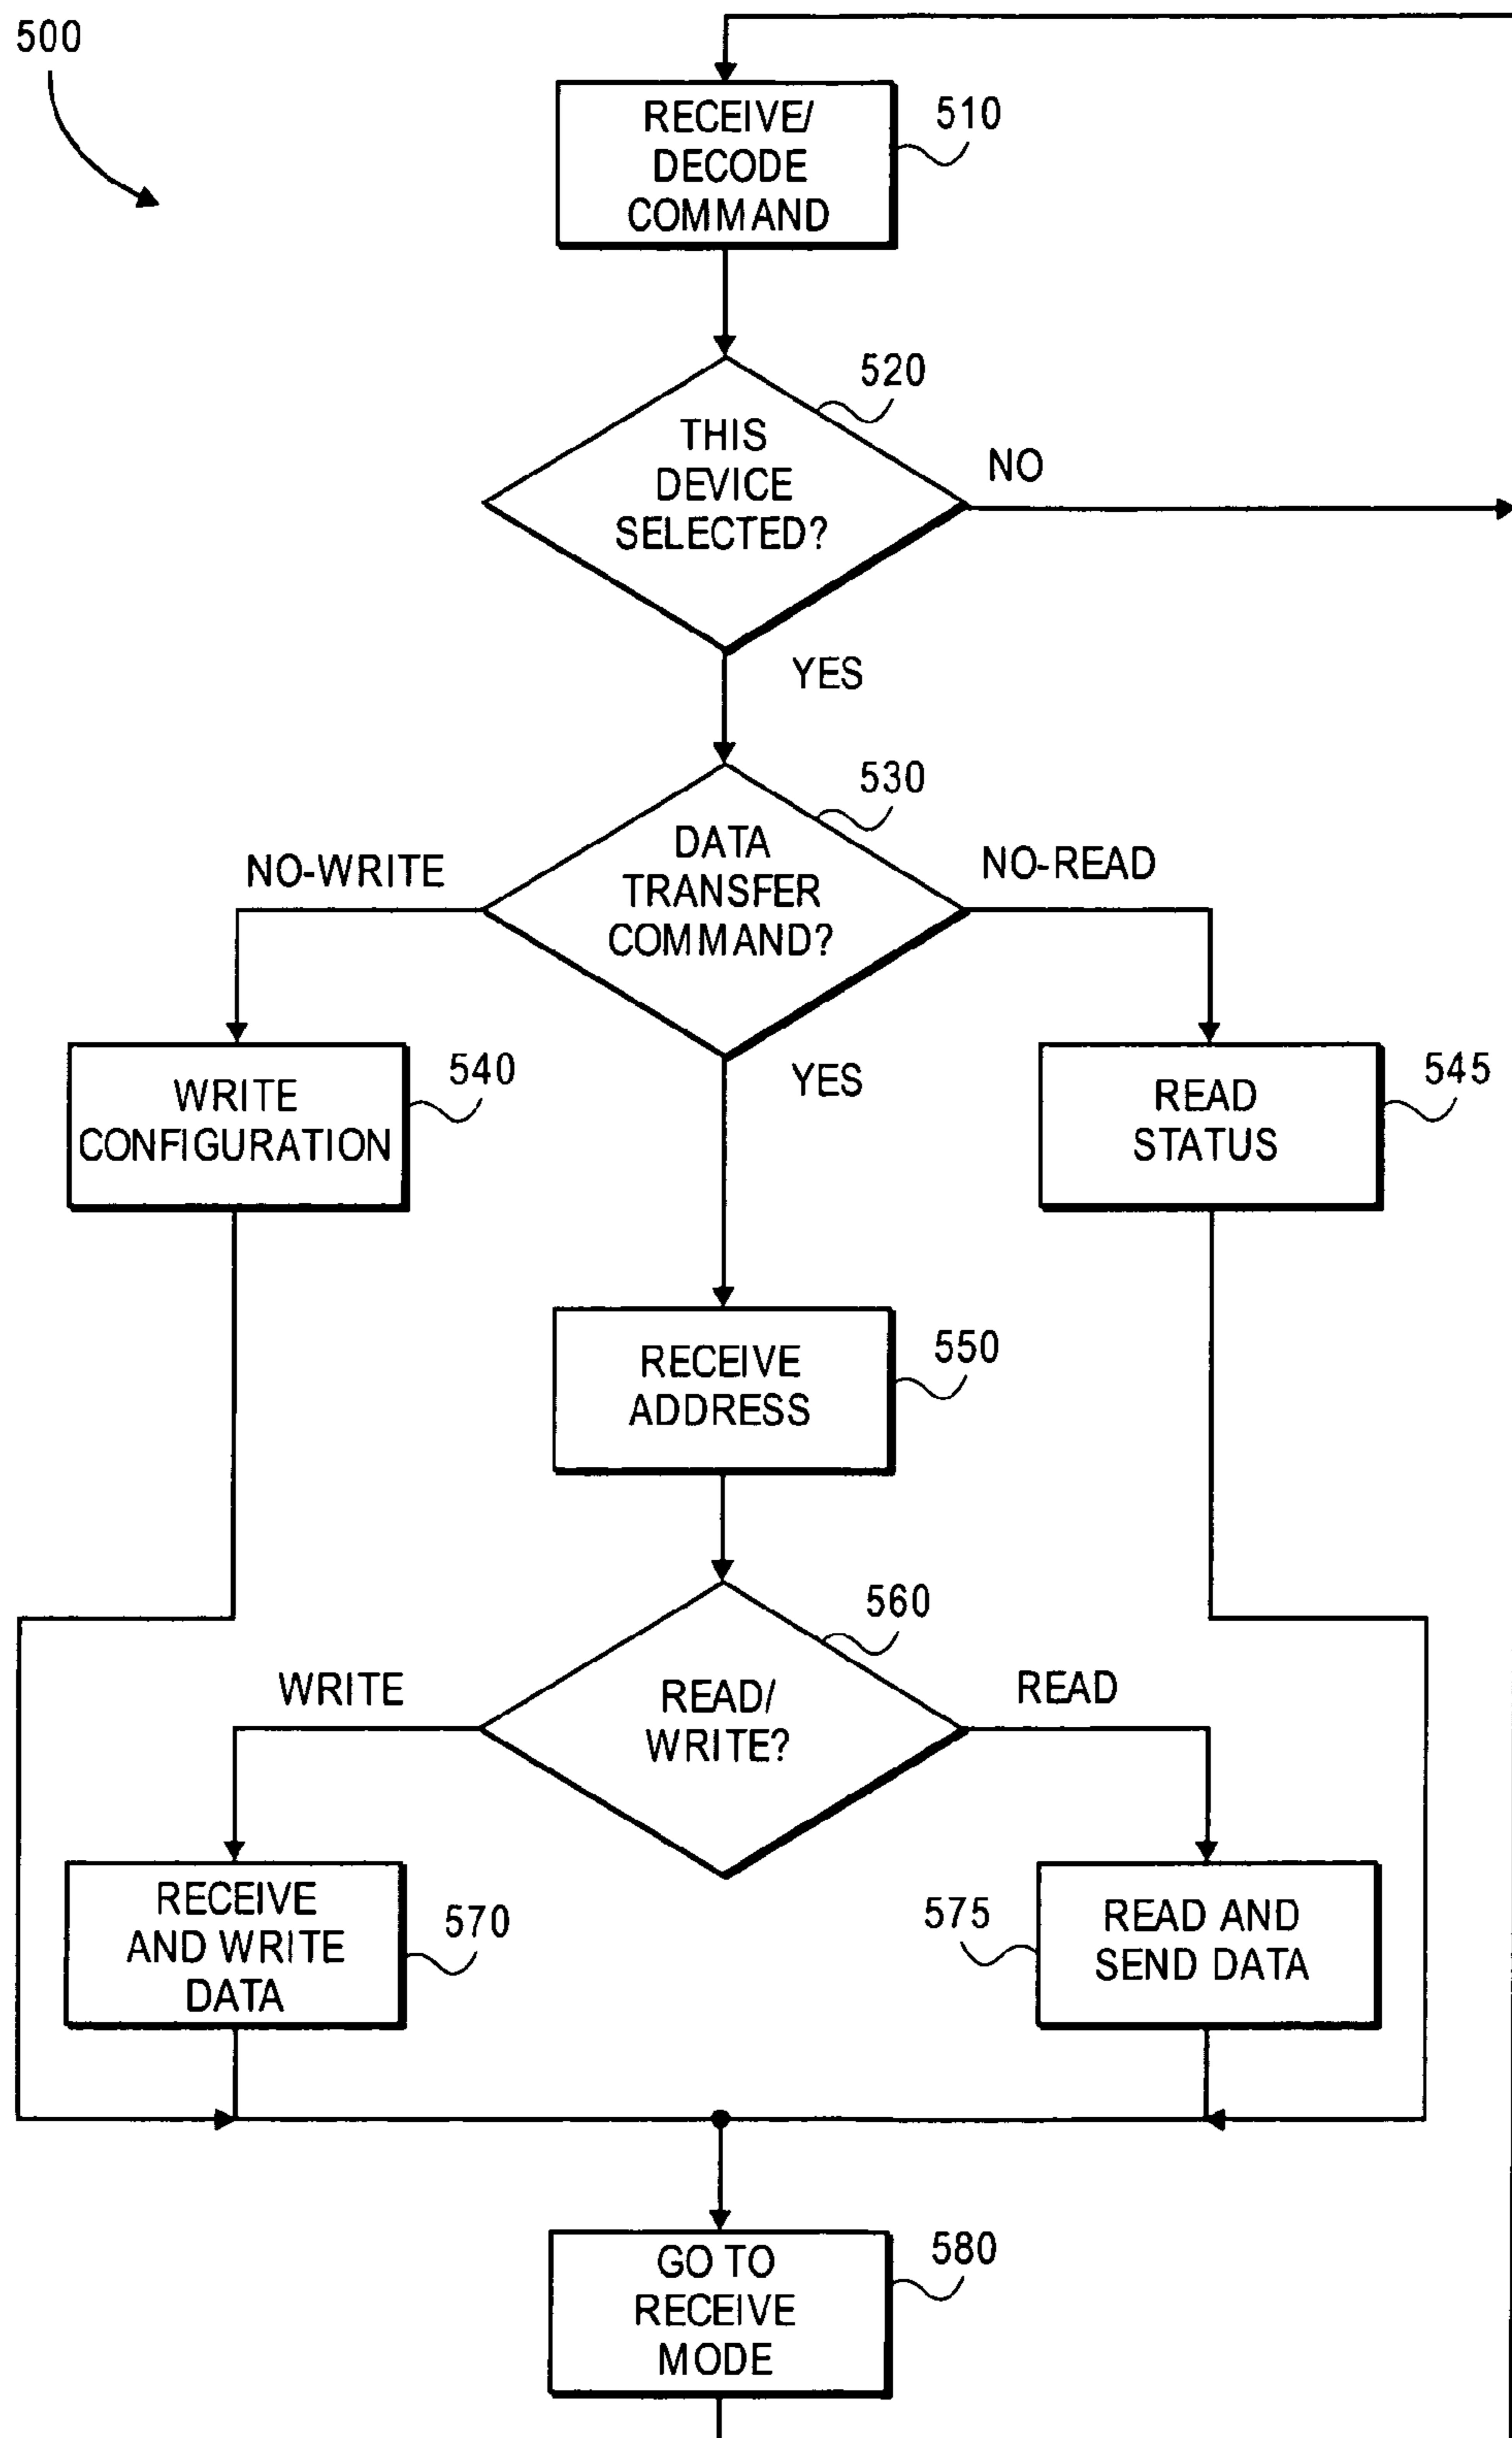 500
RECEIVE/
DECODE
COMMAND
510
THIS
DEVICE
SELECTED?
520
NO
YES
DATA
TRANSFER
COMMAND?
530
NO-WRITE
NO-READ
YES
WRITE
CONFIGURATION
540
READ
STATUS
545
RECEIVE
ADDRESS
550
READ/
WRITE?
560
WRITE
READ
RECEIVE
AND WRITE
DATA
570
575
READ AND
SEND DATA
GO TO
RECEIVE
MODE
580